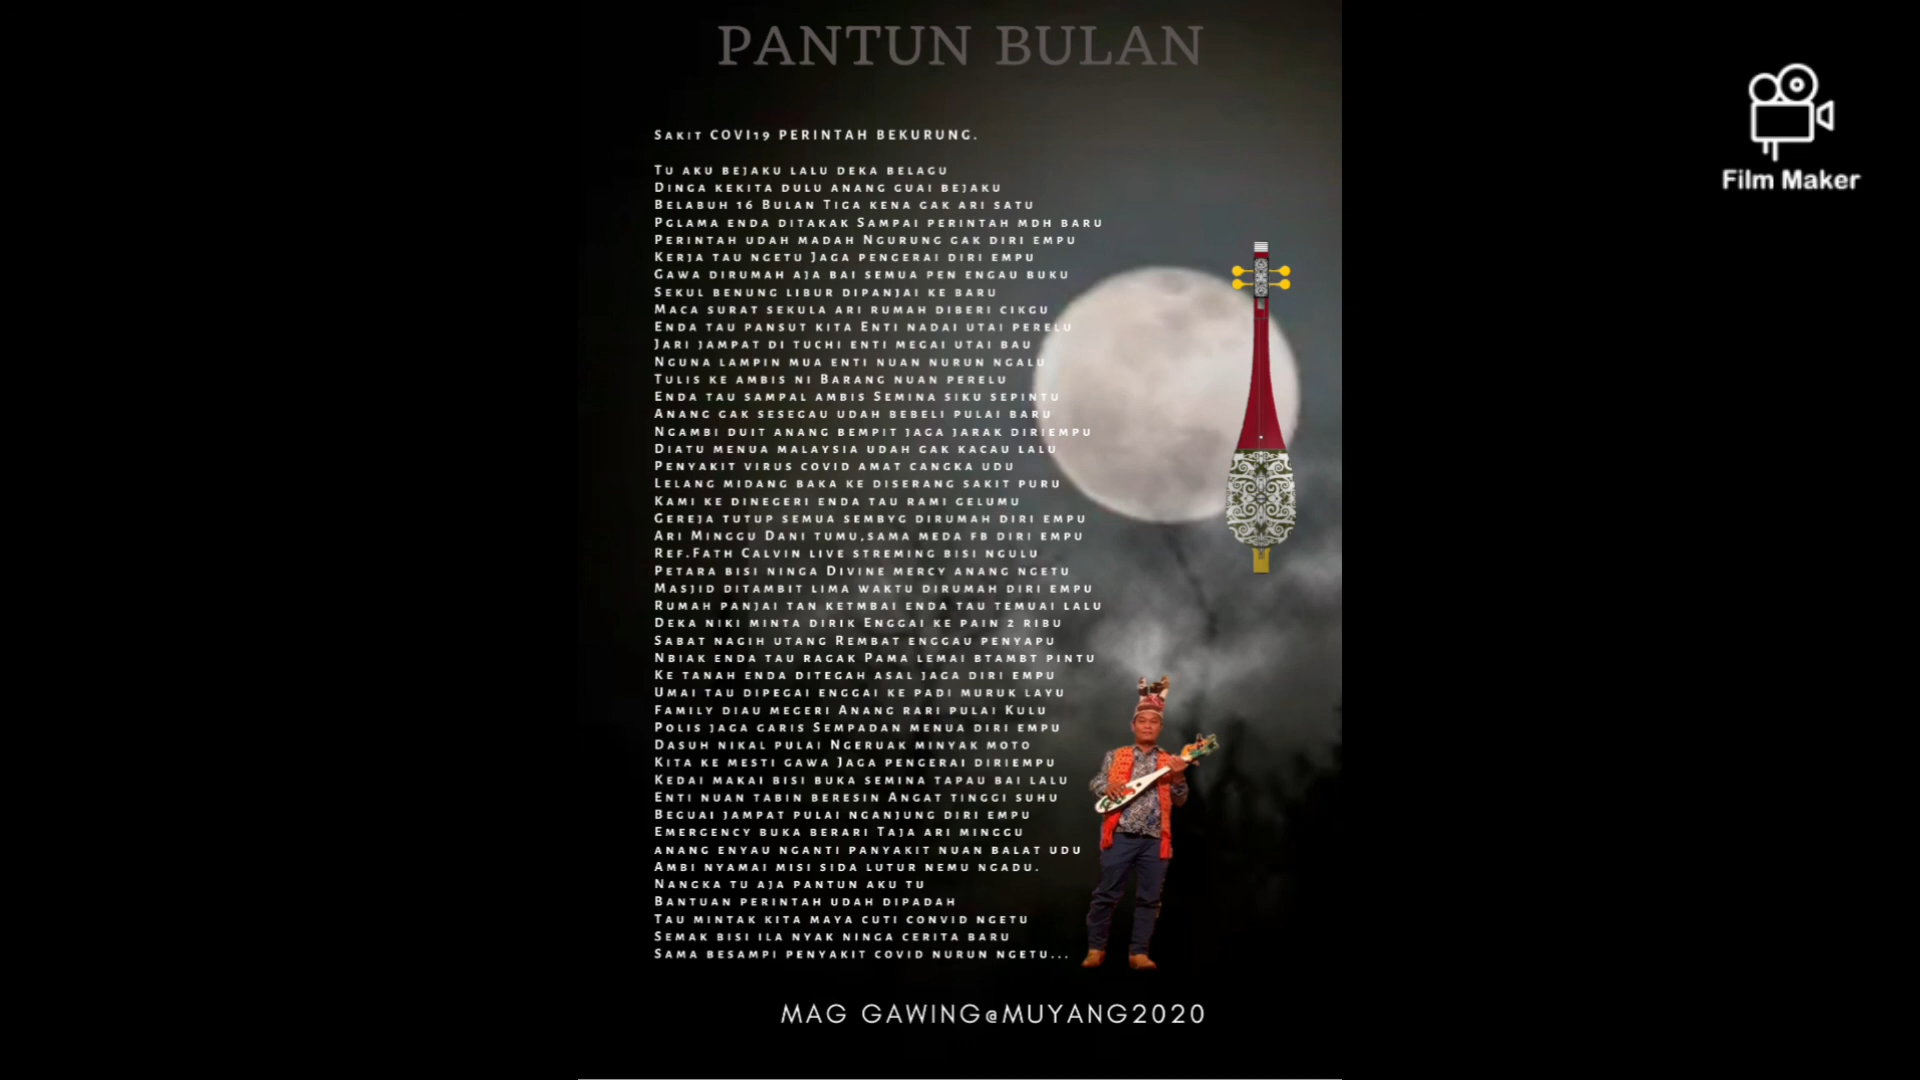 PANTUN BULAN
Film Maker
Sakit COVI19 PERINTAH BEKURUNG.
Tu aku bejaku lalu deka belagu
Dinga kekita dulu anang guai bejaku
Belabuh 16 Bulan Tiga kena gak ari satu
Pglama enda ditakak Sampai perintah mdh baru
Perintah udah madah Ngurung gak diri empu
Kerja tau ngetu Jaga pengerai diri empu
Gawa dirumah aja bai semua pen engau buku
Sekul benung libur dipanjai ke baru
Maca surat sekula ari rumah diberi cikgu
Enda tau pansut kita Enti nadai utai perelu
Jari jampat di tuchi enti megai utai bau
Nguna lampin mua enti nuan nurun ngalu
Tulis ke ambis ni Barang nuan perelu
Enda tau sampal ambis Semina siku sepintu
Anang gak sesegau udah bebeli pulai baru
Ngambi duit anang bempit jaga jarak diriempu
Diatu menua malaysia udah gak kacau lalu
Penyakit virus covid amat cangka udu
Lelang midang baka ke diserang sakit puru
Kami ke dinegeri enda tau rami gelumu
Gereja tutup semua sembyg dirumah diri empu
Ari Minggu Dani tumu,sama meda fb diri empu
Ref.Fath Calvin live streming bisi ngulu
Petara bisi ninga Divine mercy anang ngetu
Masjid ditambit lima waktu dirumah diri empu
Rumah panjai tan ketmbai enda tau temuai lalu
Deka niki minta dirik Enggai ke pain 2 ribu
Sabat nagih utang Rembat enggau penyapu
Nbiak enda tau ragak Pama lemai btambt pintu
Ke tanah enda ditegah asal jaga diri empu
Umai tau dipegai enggai ke padi muruk layu
Family diau megeri Anang rari pulai Kulu
Polis jaga garis Sempadan menua diri empu
Dasuh nikal pulai Ngeruak minyak moto
Kita ke mesti gawa Jaga pengerai diriempu
Kedai makai bisi buka semina tapau bai lalu
Enti nuan tabin beresin Angat tinggi suhu
Beguai jampat pulai nganjung diri empu
Emergency buka berari Taja ari minggu
anang enyau nganti panyakit nuan balat udu
Ambi nyamai misi sida lutur nemu ngadu.
Nangka tu aja pantun aku tu
Bantuan perintah udah dipadah
Tau mintak kita maya cuti convid ngetu
Semak bisi ila nyak ninga cerita baru
Sama besampi penyakit covid nurun ngetu...
MAG GAWING@MUYANG2020